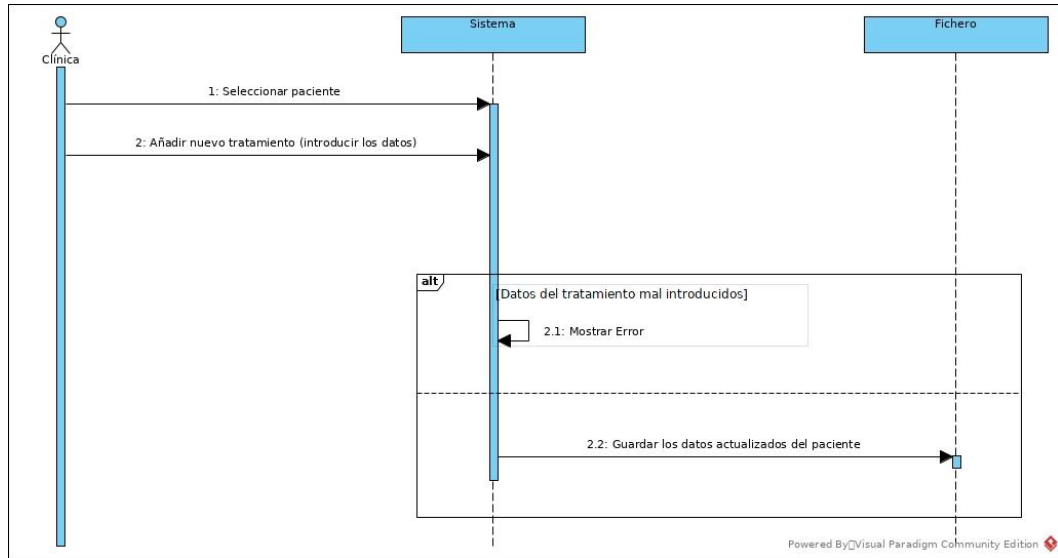 Clínica
Sistema
Fichero
1: Seleccionar paciente
2: Añadir nuevo tratamiento (introducir los datos)
alt
[Datos del tratamiento mal introducidos]
2.1: Mostrar Error
2.2: Guardar los datos actualizados del paciente
Powered By Visual Paradigm Community Edition